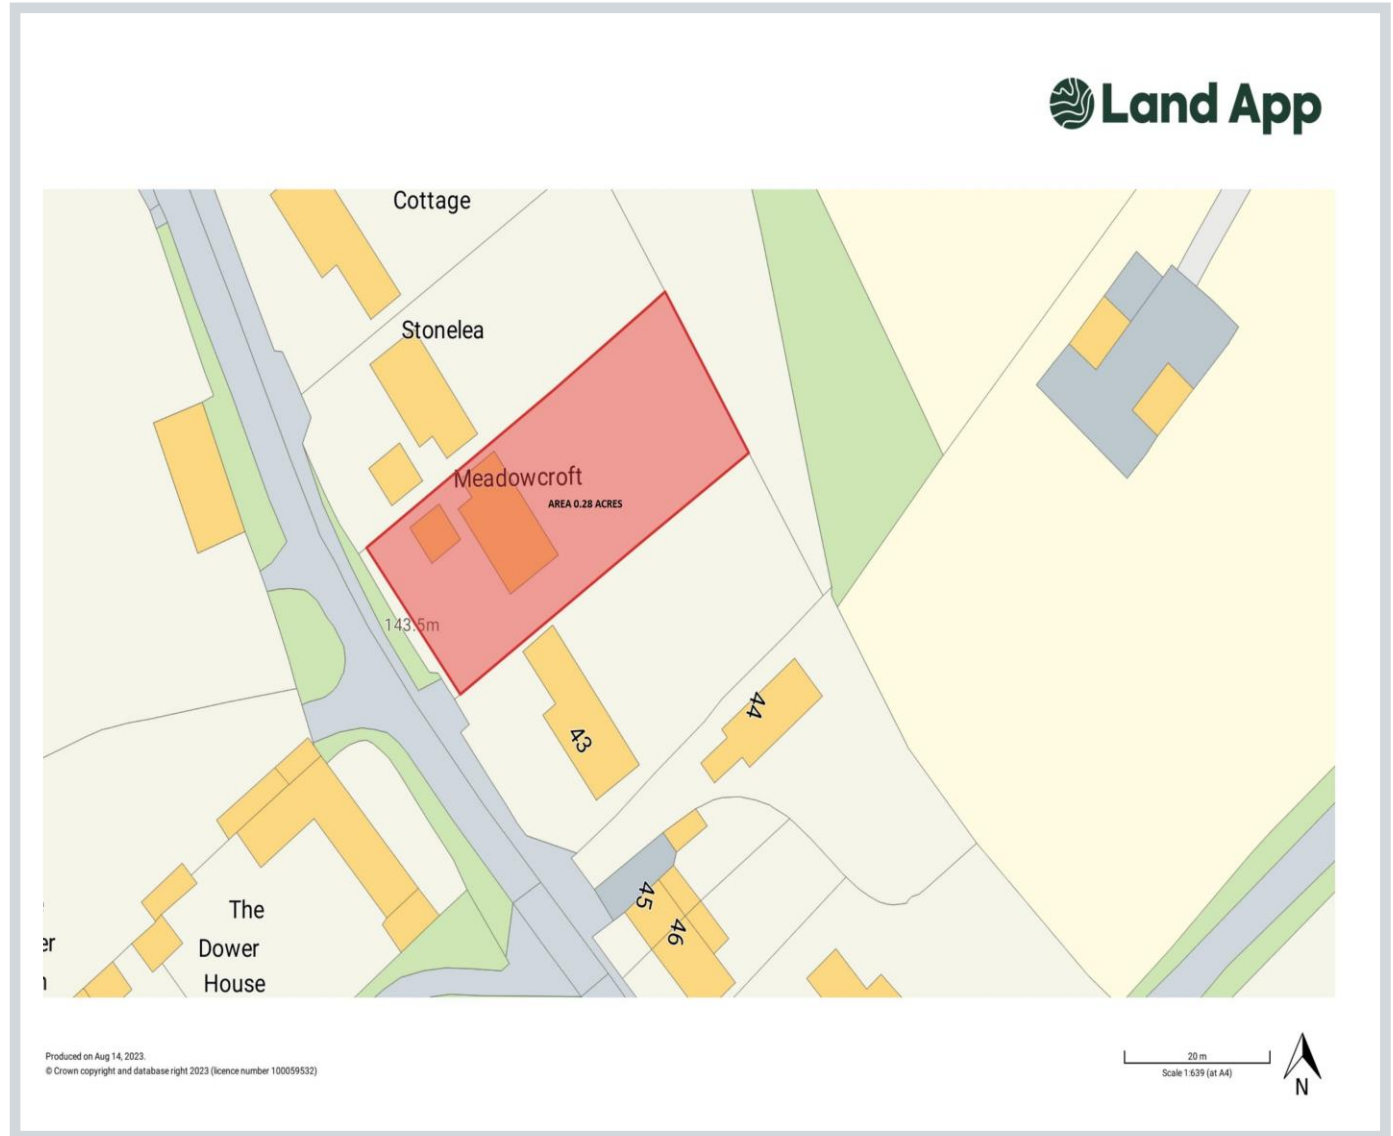 Land App
Cottage
Stonelea
Meadowcroft
AREA 0.28 ACRES
143.5m
43
44
45
46
The
Dower
House
er
Produced on Aug 14, 2023.
© Crown copyright and database right 2023 (licence number 100059532)
20 m
Scale 1:639 (at A4)
N